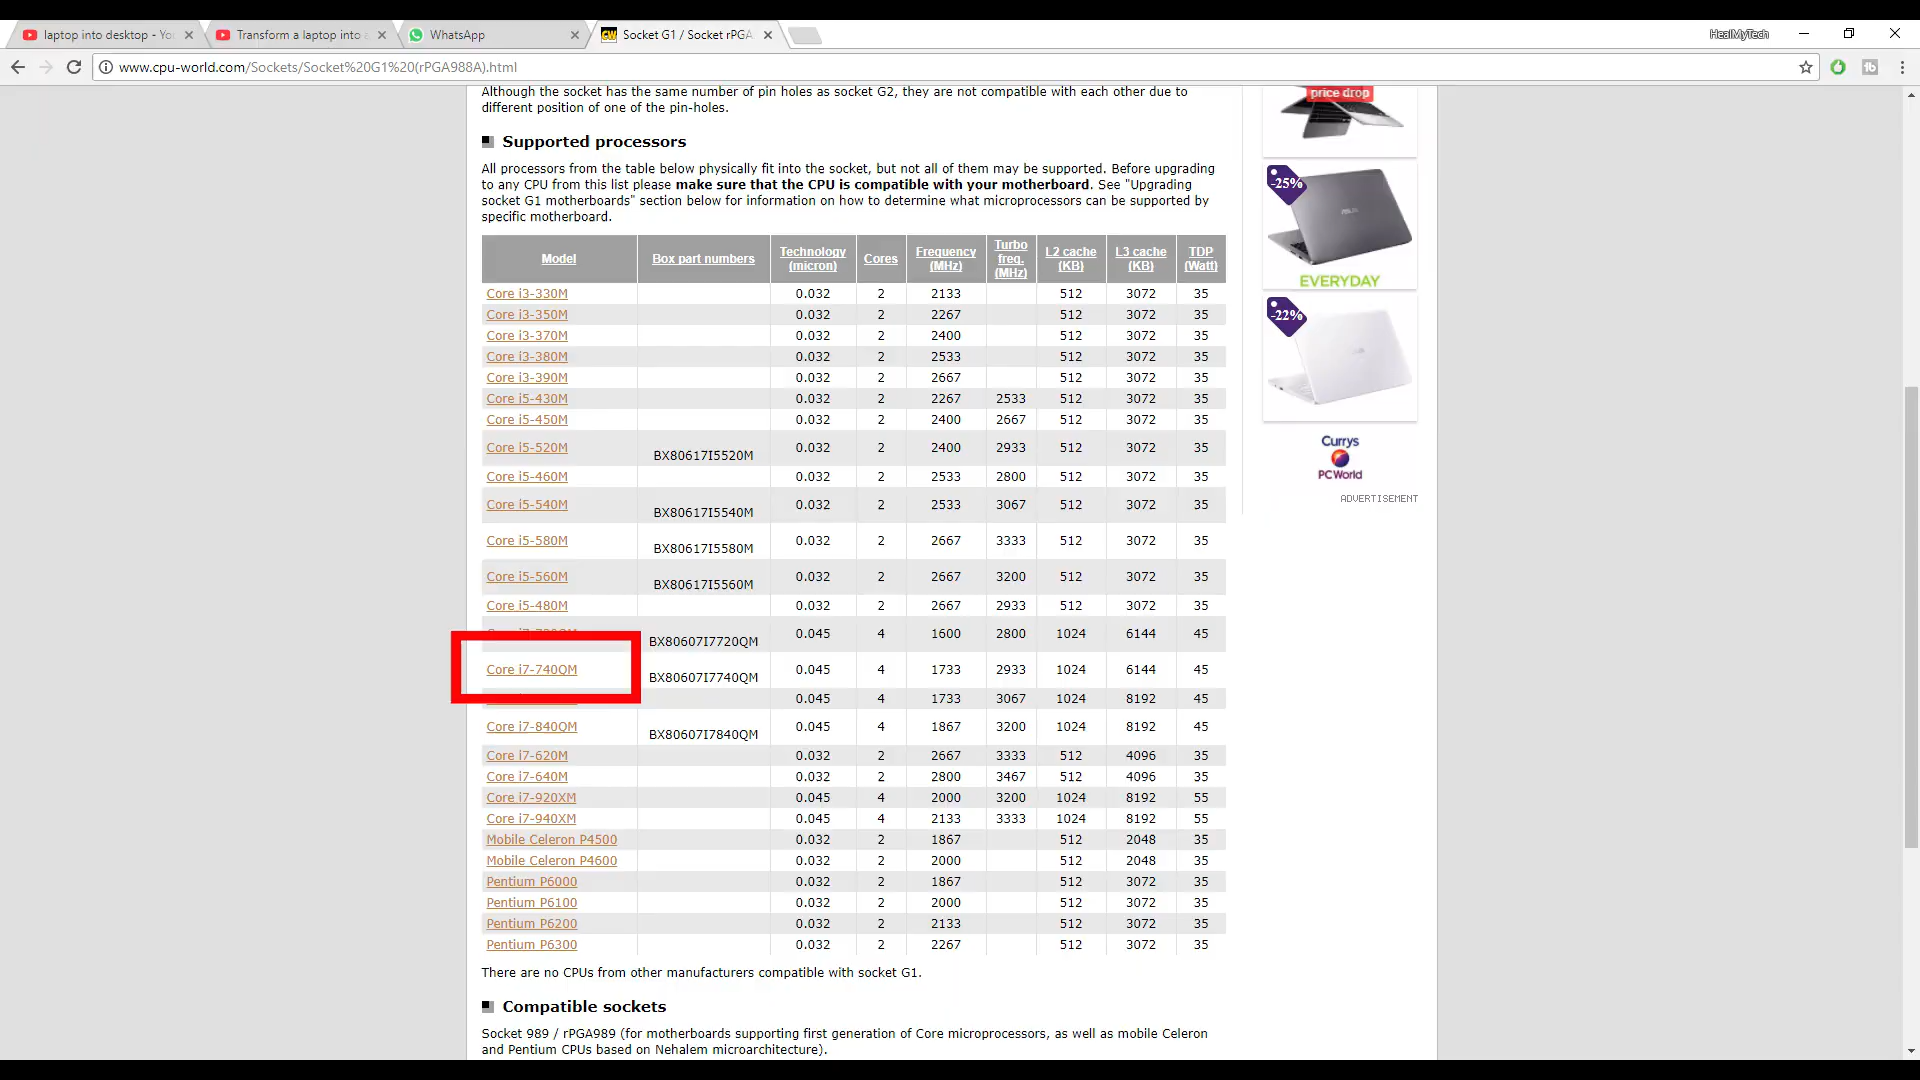 laptop into desktop - Yo
Transform a laptop into a
WhatsApp
CW
Socket G1 / Socket rPGA
HealMyTech
www.cpu-world.com/Sockets/Socket%20G1%20(rPGA988A).html
Although the socket has the same number of pin holes as socket G2, they are not compatible with each other due to
different position of one of the pin-holes.
Supported processors
All processors from the table below physically fit into the socket, but not all of them may be supported. Before upgrading
to any CPU from this list please make sure that the CPU is compatible with your motherboard. See "Upgrading
socket G1 motherboards" section below for information on how to determine what microprocessors can be supported by
specific motherboard.
Model Box part numbers Technology (micron) Cores Frequency (MHz) Turbo freq. (MHz) L2 cache (KB) L3 cache (KB) TDP (Watt)
Core i3-330M 0.032 2 2133 512 3072 35
Core i3-350M 0.032 2 2267 512 3072 35
Core i3-370M 0.032 2 2400 512 3072 35
Core i3-380M 0.032 2 2533 512 3072 35
Core i3-390M 0.032 2 2667 512 3072 35
Core i5-430M 0.032 2 2267 2533 512 3072 35
Core i5-450M 0.032 2 2400 2667 512 3072 35
Core i5-520M BX80617I5520M 0.032 2 2400 2933 512 3072 35
Core i5-460M 0.032 2 2533 2800 512 3072 35
Core i5-540M BX80617I5540M 0.032 2 2533 3067 512 3072 35
Core i5-580M BX80617I5580M 0.032 2 2667 3333 512 3072 35
Core i5-560M BX80617I5560M 0.032 2 2667 3200 512 3072 35
Core i5-480M 0.032 2 2667 2933 512 3072 35
BX80607I7720QM 0.045 4 1600 2800 1024 6144 45
Core i7-740QM BX80607I7740QM 0.045 4 1733 2933 1024 6144 45
0.045 4 1733 3067 1024 8192 45
Core i7-840QM BX80607I7840QM 0.045 4 1867 3200 1024 8192 45
Core i7-620M 0.032 2 2667 3333 512 4096 35
Core i7-640M 0.032 2 2800 3467 512 4096 35
Core i7-920XM 0.045 4 2000 3200 1024 8192 55
Core i7-940XM 0.045 4 2133 3333 1024 8192 55
Mobile Celeron P4500 0.032 2 1867 512 2048 35
Mobile Celeron P4600 0.032 2 2000 512 2048 35
Pentium P6000 0.032 2 1867 512 3072 35
Pentium P6100 0.032 2 2000 512 3072 35
Pentium P6200 0.032 2 2133 512 3072 35
Pentium P6300 0.032 2 2267 512 3072 35
There are no CPUs from other manufacturers compatible with socket G1.
Compatible sockets
Socket 989 / rPGA989 (for motherboards supporting first generation of Core microprocessors, as well as mobile Celeron
and Pentium CPUs based on Nehalem microarchitecture).
price drop
-25%
EVERYDAY
-22%
Currys
PC World
ADVERTISEMENT